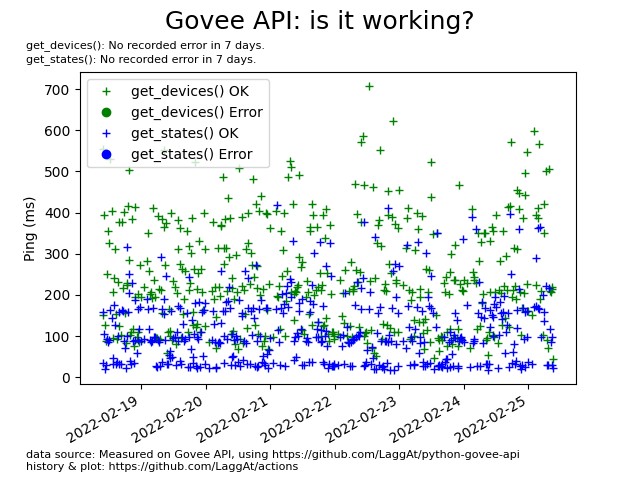 Govee API: is it working?
get_devices(): No recorded error in 7 days.
get_states(): No recorded error in 7 days.
get_devices() OK
get_devices() Error
get_states() OK
get_states() Error
Ping (ms)
700
600
500
400
300
200
100
0
2022-02-19
2022-02-20
2022-02-21
2022-02-22
2022-02-23
2022-02-24
2022-02-25
data source: Measured on Govee API, using https://github.com/LaggAt/python-govee-api
history & plot: https://github.com/LaggAt/actions